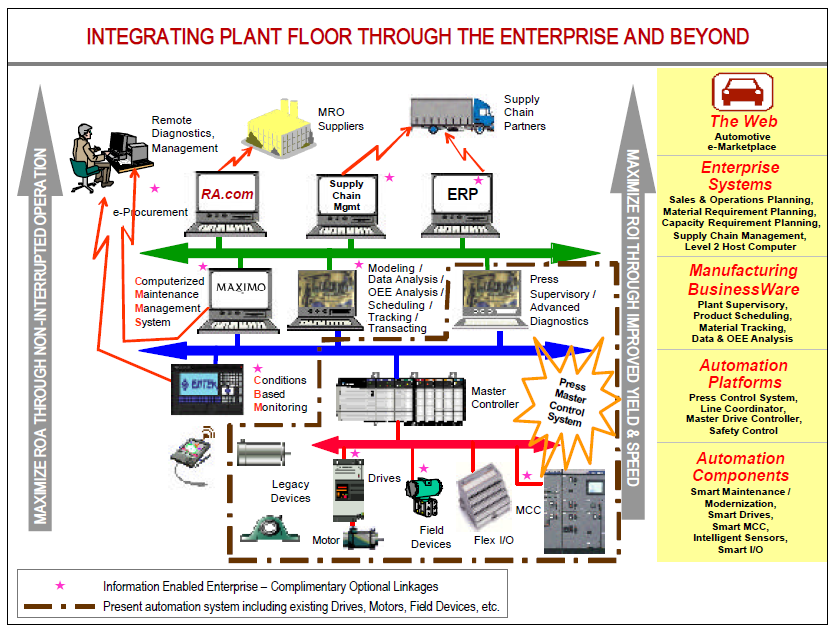 INTEGRATING PLANT FLOOR THROUGH THE ENTERPRISE AND BEYOND
MAXIMIZE ROA THROUGH NON-INTERRUPTED OPERATION
Remote
Diagnostics,
Management
MRO
Suppliers
Supply
Chain
Partners
RA.com
Supply
Chain
Mgmt
ERP
e-Procurement
Computerized
Maintenance
Management
System
MAXIMO
Modeling /
Data Analysis /
OEE Analysis /
Scheduling /
Tracking /
Transacting
Press
Supervisory /
Advanced
Diagnostics
ENTEK
Conditions
Based
Monitoring
Master
Controller
Press
Master
Control
System
Legacy
Devices
Drives
Motor
Field
Devices
Flex I/O
MCC
MAXIMIZE ROI THROUGH IMPROVED YIELD & SPEED
The Web
Automotive
e-Marketplace
Enterprise
Systems
Sales & Operations Planning,
Material Requirement Planning,
Capacity Requirement Planning,
Supply Chain Management,
Level 2 Host Computer
Manufacturing
BusinessWare
Plant Supervisory,
Product Scheduling,
Material Tracking,
Data & OEE Analysis
Automation
Platforms
Press Control System,
Line Coordinator,
Master Drive Controller,
Safety Control
Automation
Components
Smart Maintenance /
Modernization,
Smart Drives,
Smart MCC,
Intelligent Sensors,
Smart I/O
Information Enabled Enterprise – Complimentary Optional Linkages
Present automation system including existing Drives, Motors, Field Devices, etc.